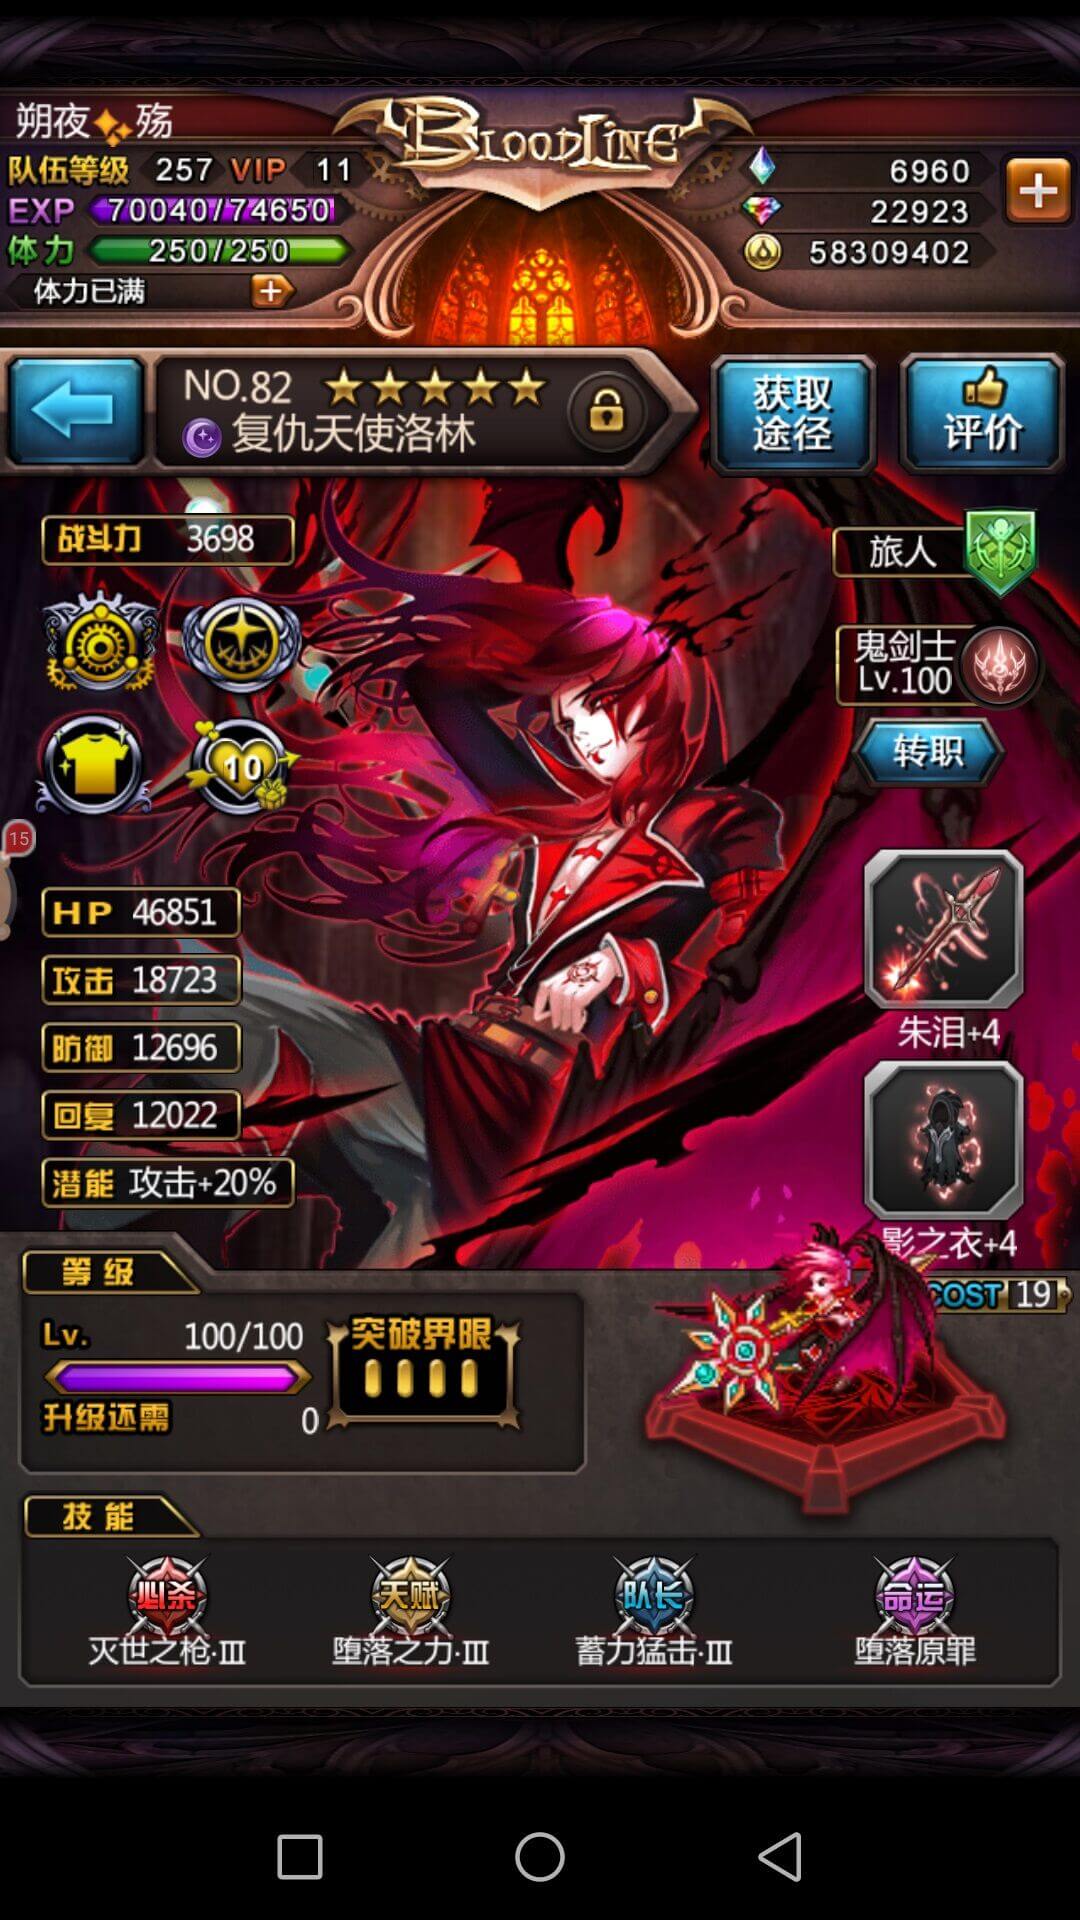 朔夜✨殇
BLOODLINE
队伍等级 257 VIP 11
6960
EXP 70040/74650
22923
体力 250/250
58309402
体力已满
NO.82 ★★★★★
复仇天使洛林
获取
途径
评价
战斗力 3698
旅人
鬼剑士
Lv.100
转职
10
15
HP 46851
攻击 18723
防御 12696
回复 12022
潜能 攻击+20%
朱泪+4
影之衣+4
COST 19
等级
Lv. 100/100
突破界限
升级还需 0
技能
必杀 天赋 队长 命运
灭世之枪·III 堕落之力·III 蓄力猛击·III 堕落原罪